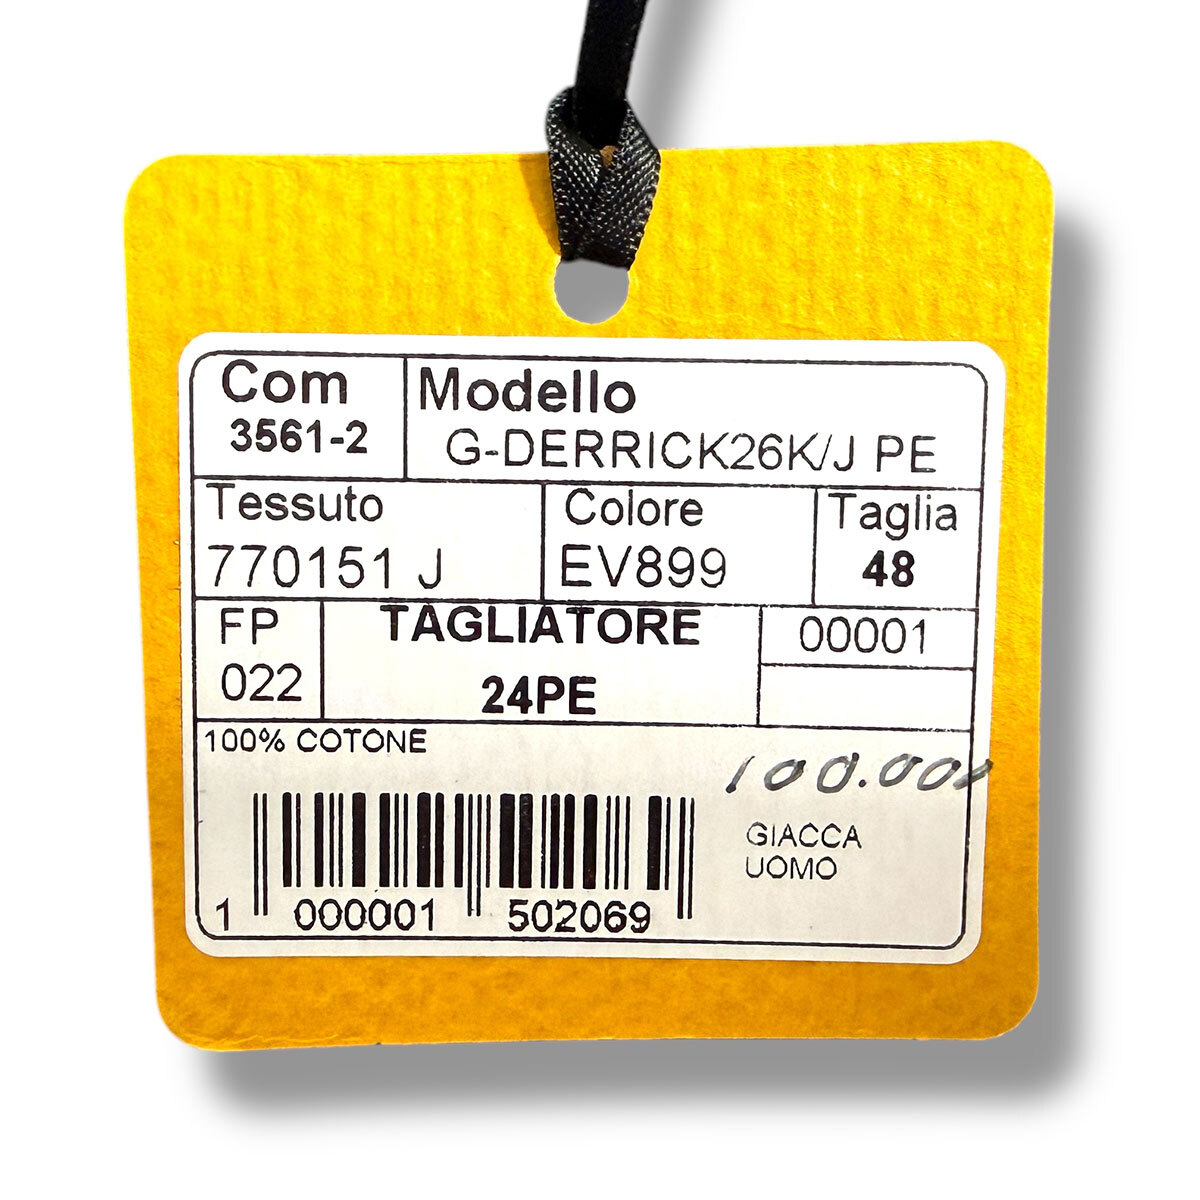 Com
3561-2
Modello
G-DERRICK26K/J PE
Tessuto
770151 J
Colore
EV899
Taglia
48
FP
022
TAGLIATORE
24PE
00001
100% COTONE
100.000
GIACCA
UOMO
1 000001 502069